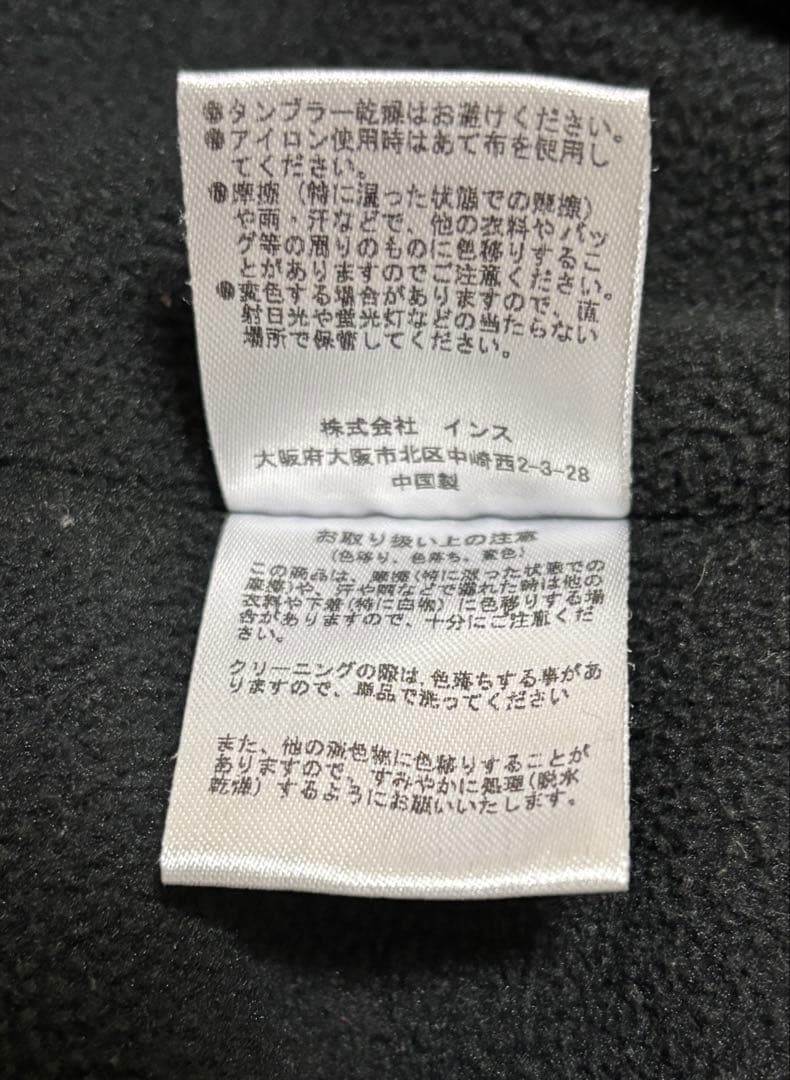 ※タンブラー乾燥はお避けください。
※アイロン使用時はあて布を使用し
てください。
※摩擦（特に湿った状態での摩擦）
や雨・汗などで、他の衣料やバッ
グ等の周りのものに色移りするこ
とがありますのでご注意ください。
※変色する場合がありますので、直
射日光や蛍光灯などの当たらない
場所で保管してください。
株式会社　インス
大阪府大阪市北区中崎西2-3-28
中国製
お取り扱い上の注意
（色移り、色落ち、変色）
この商品は、摩擦(特に湿った状態での
摩擦)や、汗や雨などで濡れた時は他の
衣料や下着(特に白物)に色移りする場
合がありますので、十分にご注意くだ
さい。
クリーニングの際は、色落ちする事があ
りますので、単品で洗ってください
また、他の淡色物に色移りすることが
ありますので、すみやかに処理(脱水
乾燥)するようにお願いいたします。